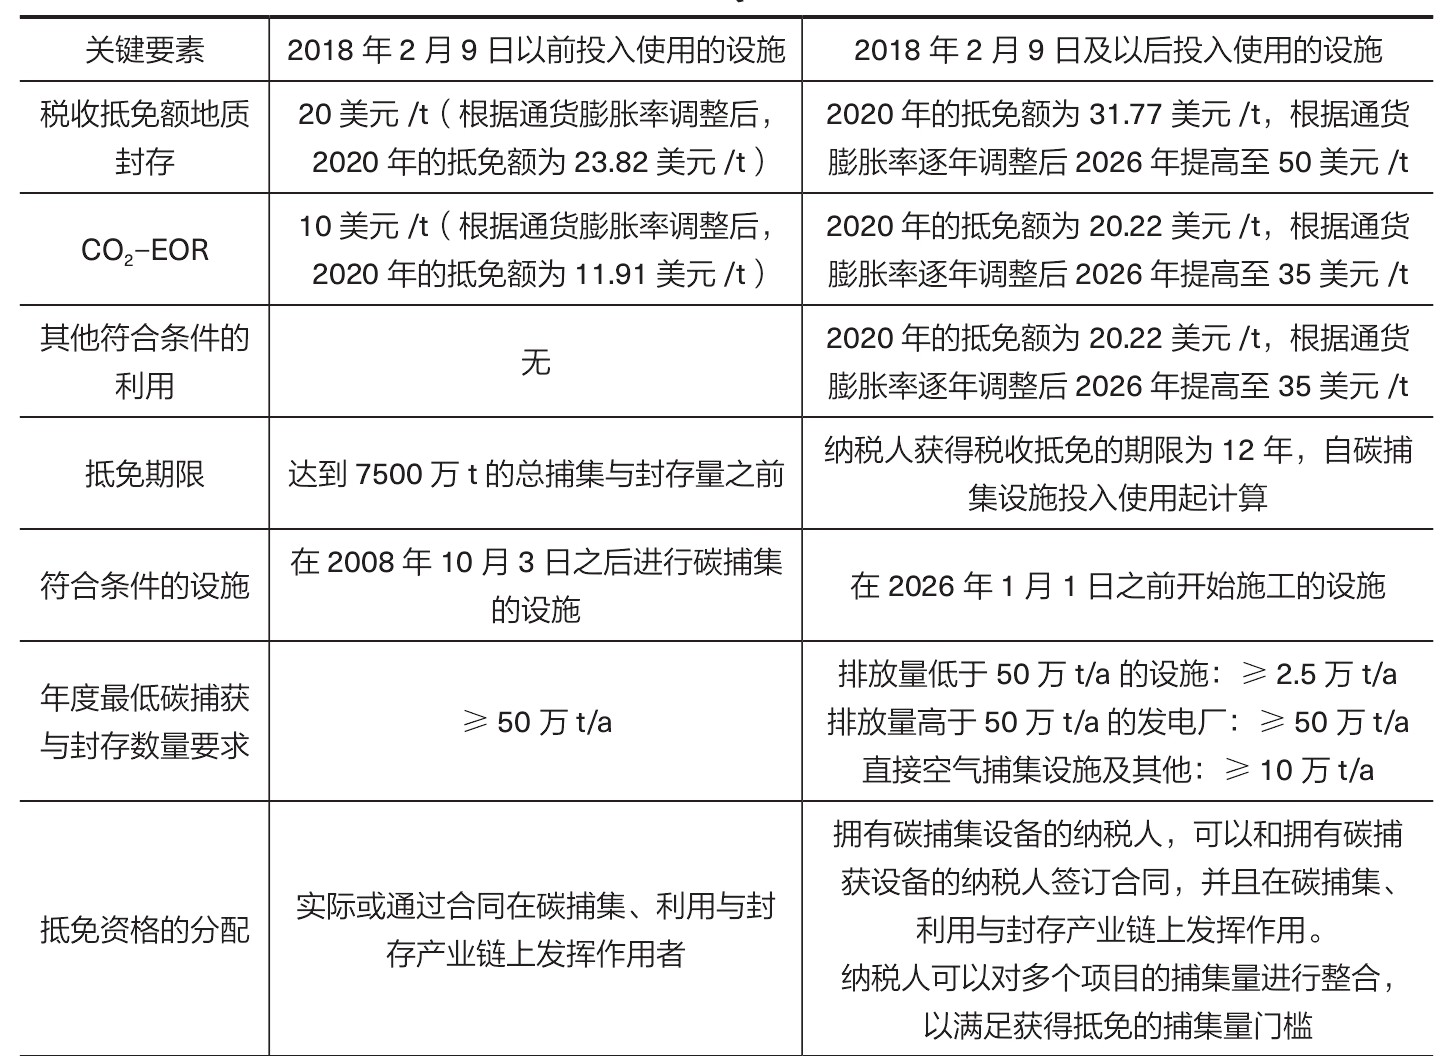 关键要素
2018 年 2 月 9 日以前投入使用的设施
2018 年 2 月 9 日及以后投入使用的设施
税收抵免额地质
封存
20 美元 /t（根据通货膨胀率调整后，
2020 年的抵免额为 23.82 美元 /t）
2020 年的抵免额为 31.77 美元 /t，根据通货
膨胀率逐年调整后 2026 年提高至 50 美元 /t
CO₂–EOR
10 美元 /t（根据通货膨胀率调整后，
2020 年的抵免额为 11.91 美元 /t）
2020 年的抵免额为 20.22 美元 /t，根据通货
膨胀率逐年调整后 2026 年提高至 35 美元 /t
其他符合条件的
利用
无
2020 年的抵免额为 20.22 美元 /t，根据通货
膨胀率逐年调整后 2026 年提高至 35 美元 /t
抵免期限
达到 7500 万 t 的总捕集与封存量之前
纳税人获得税收抵免的期限为 12 年，自碳捕
集设施投入使用起计算
符合条件的设施
在 2008 年 10 月 3 日之后进行碳捕集
的设施
在 2026 年 1 月 1 日之前开始施工的设施
年度最低碳捕获
与封存数量要求
⩾ 50 万 t/a
排放量低于 50 万 t/a 的设施：⩾ 2.5 万 t/a
排放量高于 50 万 t/a 的发电厂：⩾ 50 万 t/a
直接空气捕集设施及其他：⩾ 10 万 t/a
抵免资格的分配
实际或通过合同在碳捕集、利用与封
存产业链上发挥作用者
拥有碳捕集设备的纳税人，可以和拥有碳捕
获设备的纳税人签订合同，并且在碳捕集、
利用与封存产业链上发挥作用。
纳税人可以对多个项目的捕集量进行整合，
以满足获得抵免的捕集量门槛